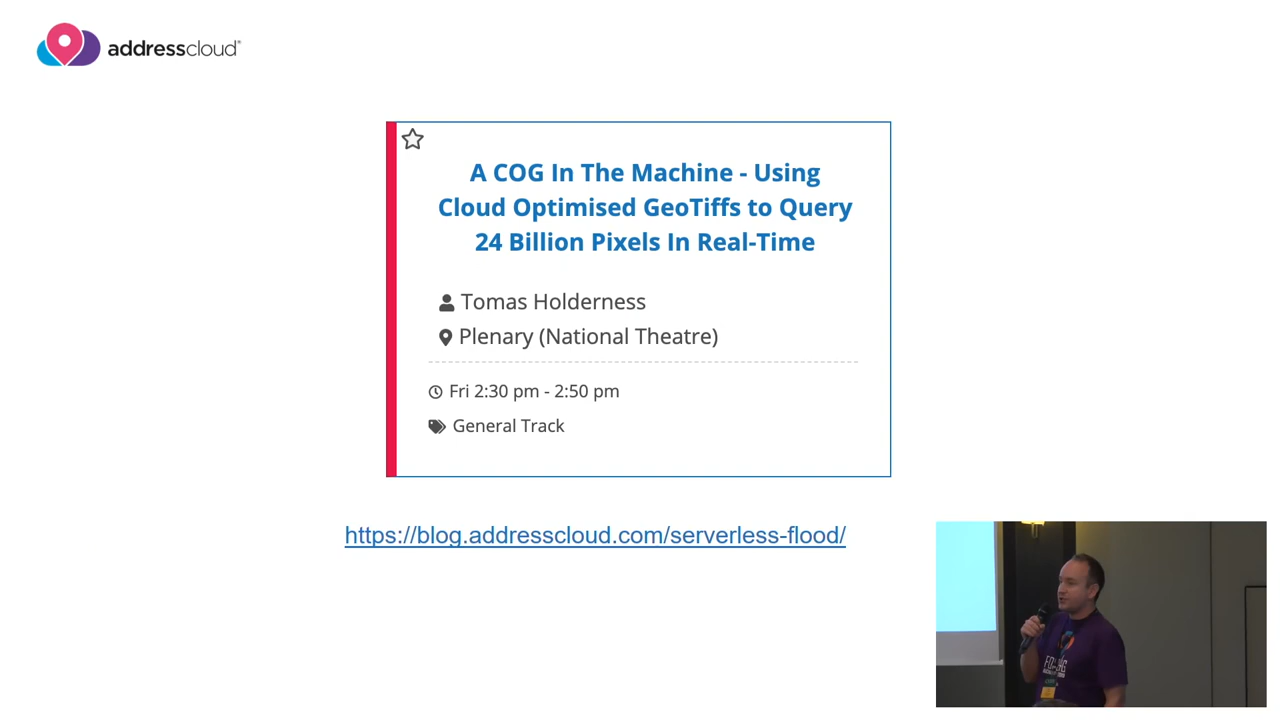 addresscloud®
A COG In The Machine - Using
Cloud Optimised GeoTiffs to Query
24 Billion Pixels In Real-Time
Tomas Holderness
Plenary (National Theatre)
Fri 2:30 pm - 2:50 pm
General Track
https://blog.addresscloud.com/serverless-flood/